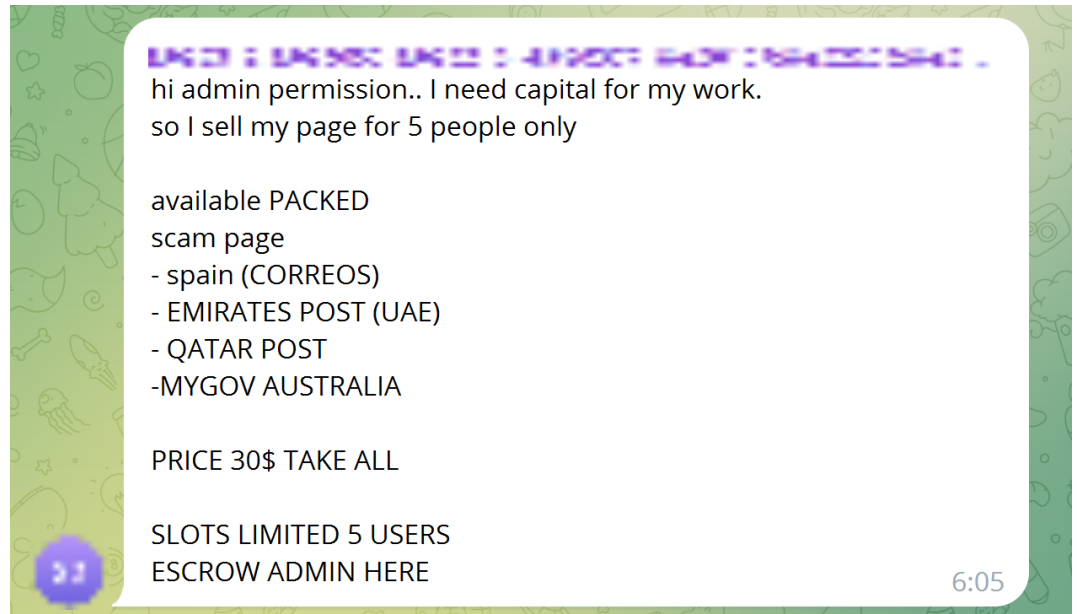 hi admin permission.. I need capital for my work.
so I sell my page for 5 people only
available PACKED
scam page
- spain (CORREOS)
- EMIRATES POST (UAE)
- QATAR POST
-MYGOV AUSTRALIA
PRICE 30$ TAKE ALL
SLOTS LIMITED 5 USERS
ESCROW ADMIN HERE
6:05